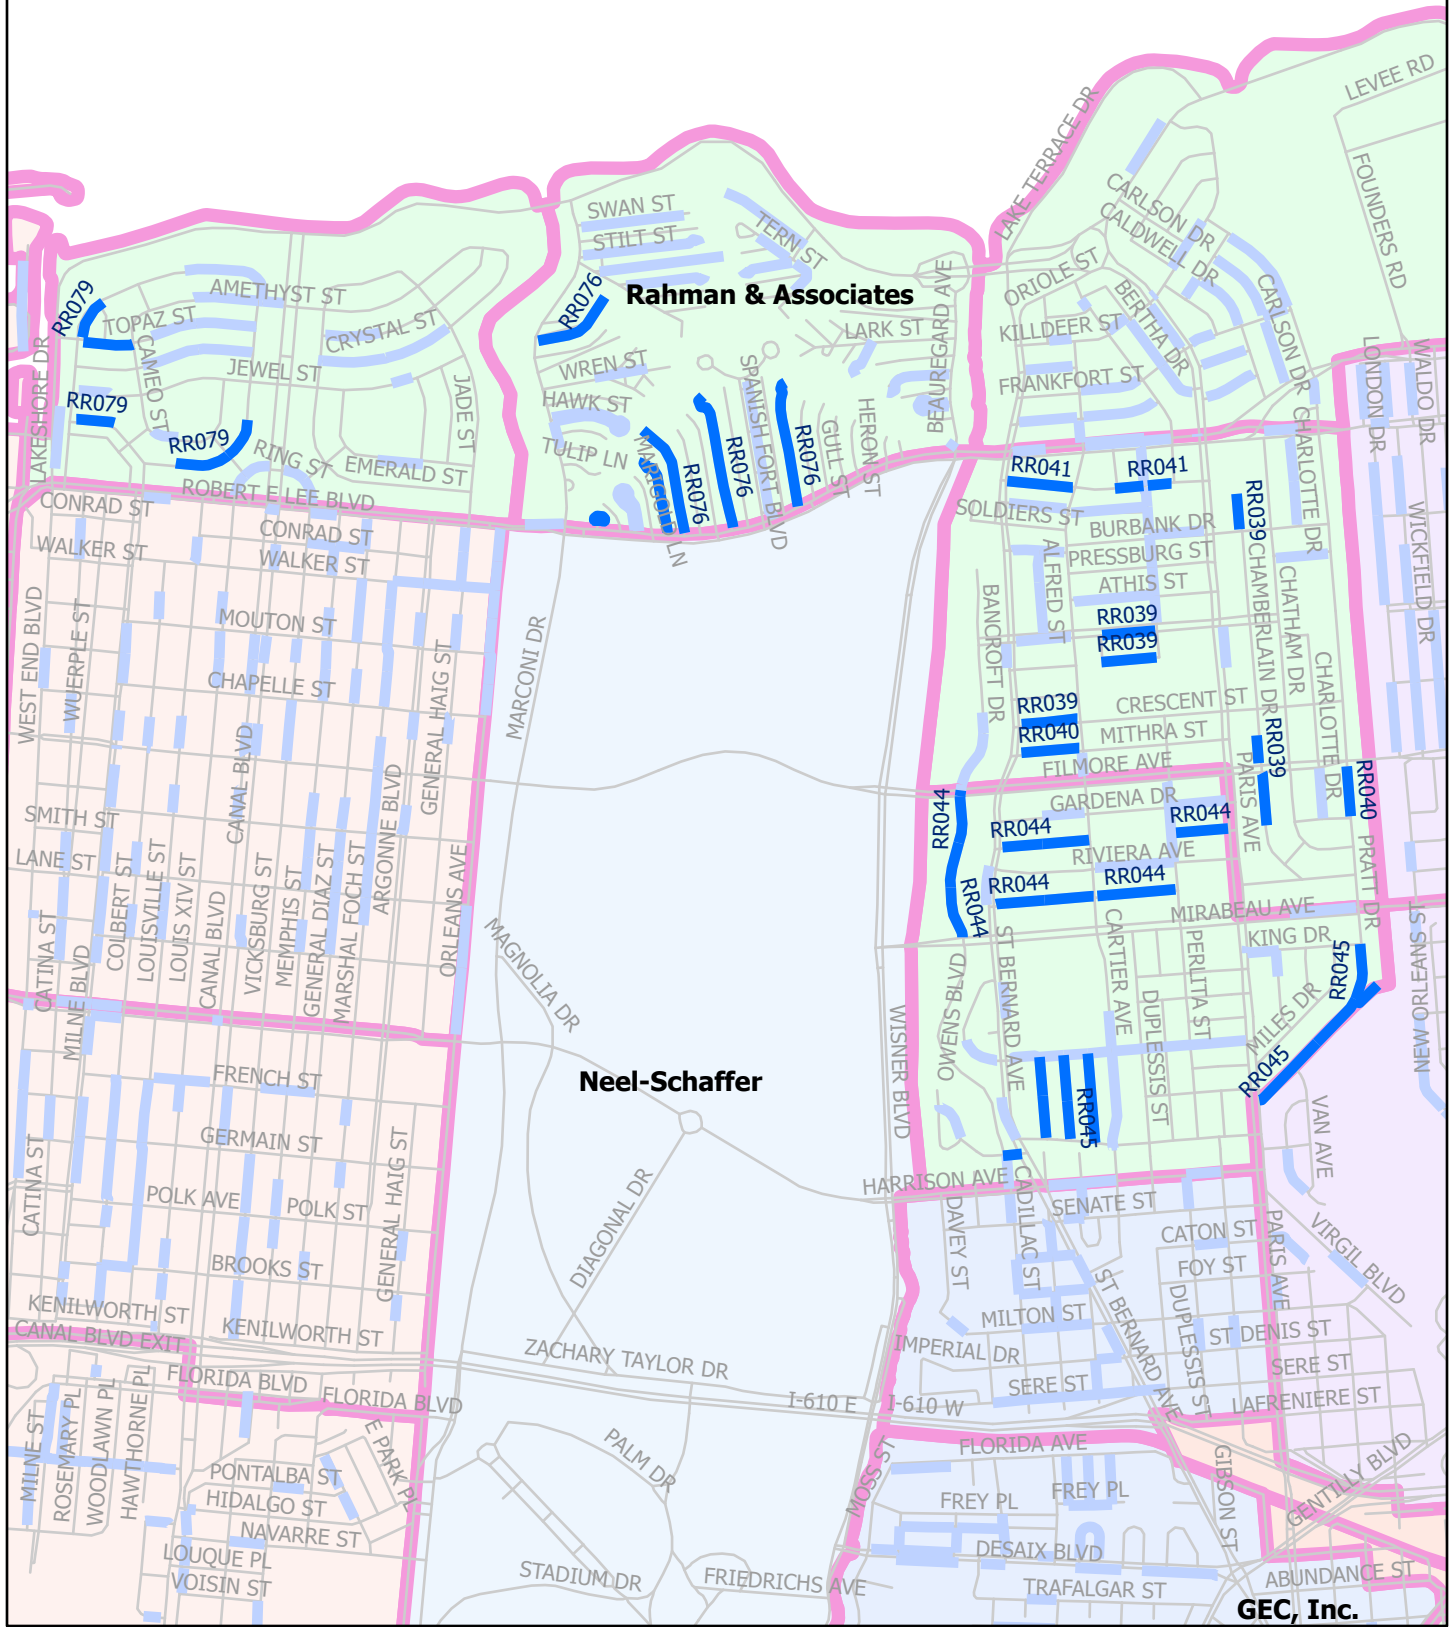 LEVEE RD
LAKE TERRACE DR
FOUNDERS RD
CARLSON DR
CALDWELL DR
SWAN ST
STILT ST
TERN ST
ORIOLE ST
BERTHA DR
CARLSON DR
RR079
TOPAZ ST
AMETHYST ST
CRYSTAL ST
RR076
Rahman & Associates
BEAUREGARD AVE
LARK ST
KILLDEER ST
LAKESHORE DR
CAMEO ST
JEWEL ST
JADE ST
WREN ST
SPANISH FORT BLVD
FRANKFORT ST
LONDON DR
WALDO DR
RR079
HAWK ST
HERON ST
GULL ST
CHARLOTTE DR
RR079
RING ST
EMERALD ST
TULIP LN
MARIGOLD LN
RR076
RR076
RR076
RR041
RR041
ROBERT E LEE BLVD
CONRAD ST
CONRAD ST
SOLDIERS ST
BURBANK DR
RR039
WICKFIELD DR
WALKER ST
WALKER ST
ALFRED ST
PRESSBURG ST
ATHIS ST
CHAMBERLAIN DR
CHATHAM DR
BANCROFT DR
WEST END BLVD
WUERPLE ST
MOUTON ST
RR039
RR039
MARCONI DR
GENERAL HAIG ST
CHAPELLE ST
CHARLOTTE DR
RR039
CRESCENT ST
RR040
MITHRA ST
FILMORE AVE
RR039
PARIS AVE
RR040
CANAL BLVD
ARGONNE BLVD
SMITH ST
LANE ST
RR044
GARDENA DR
RR044
RR044
RIVIERA AVE
PRATT DR
COLBERT ST
LOUISVILLE ST
LOUIS XIV ST
CANAL BLVD
VICKSBURG ST
MEMPHIS ST
GENERAL DIAZ ST
MARSHAL FOCH ST
ORLEANS AVE
RR044
RR044
RR044
MIRABEAU AVE
KING DR
CATINA ST
MILNE BLVD
MAGNOLIA DR
OWENS BLVD
ST BERNARD AVE
CARTIER AVE
DUPLESSIS ST
PERLITA ST
MILES DR
RR045
NEW ORLEANS ST
WISNER BLVD
RR045
FRENCH ST
Neel-Schaffer
RR045
VAN AVE
CATINA ST
GERMAIN ST
GENERAL HAIG ST
POLK AVE
POLK ST
DIAGONAL DR
HARRISON AVE
DAVEY ST
CADILLAC ST
SENATE ST
CATON ST
PARIS AVE
VIRGIL BLVD
BROOKS ST
FOY ST
KENILWORTH ST
KENILWORTH ST
CANAL BLVD EXIT
MILTON ST
ST BERNARD AVE
DUPLESSIS ST
ST DENIS ST
IMPERIAL DR
ZACHARY TAYLOR DR
SERE ST
SERE ST
FLORIDA BLVD
FLORIDA BLVD
I-610 E
I-610 W
LAFRENIERE ST
MILNE ST
ROSEMARY PL
WOODLAWN PL
HAWTHORNE PL
E PARK PL
PALM DR
MOSS ST
FLORIDA AVE
GIBSON ST
GENTILLY BLVD
PONTALBA ST
HIDALGO ST
NAVARRE ST
FREY PL
FREY PL
LOUQUE PL
VOISIN ST
STADIUM DR
FRIEDRICHS AVE
DESAIX BLVD
TRAFALGAR ST
ABUNDANCE ST
GEC, Inc.